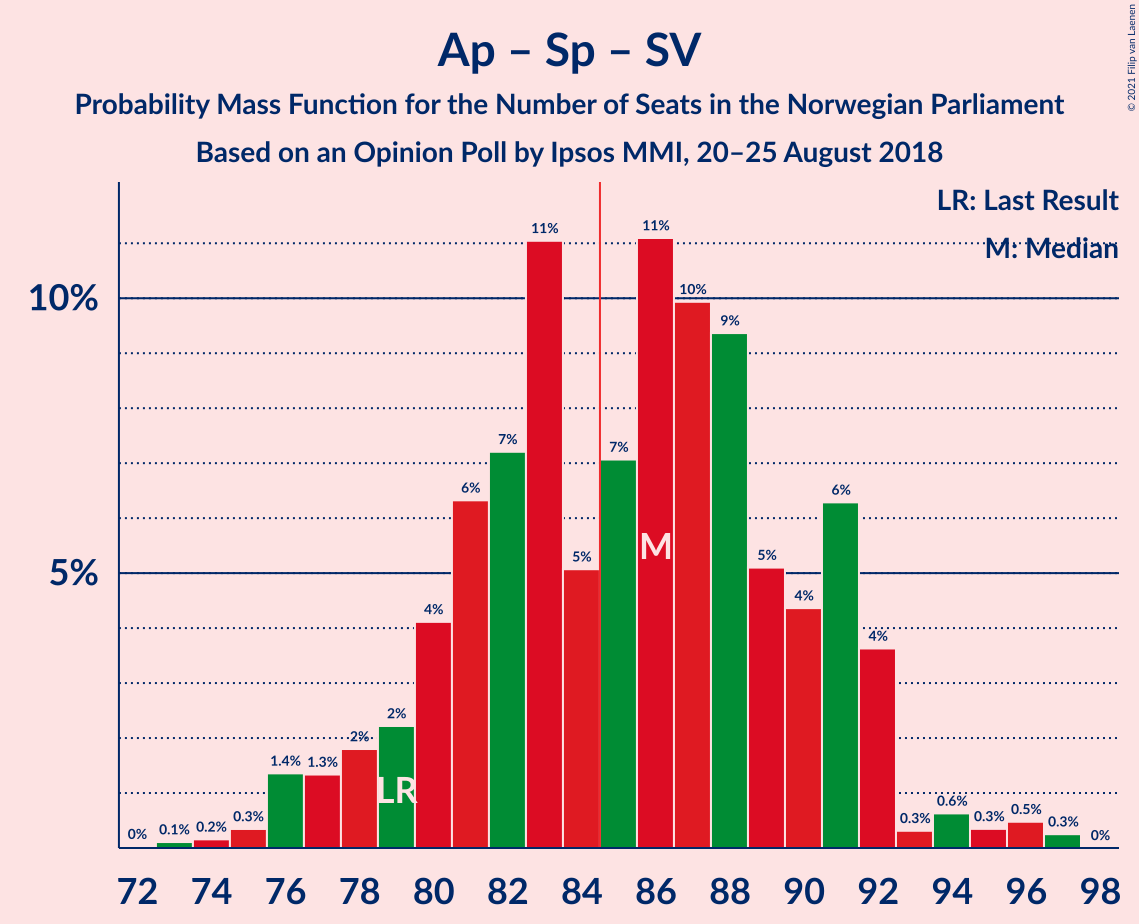 Ap – Sp – SV
Probability Mass Function for the Number of Seats in the Norwegian Parliament
Based on an Opinion Poll by Ipsos MMI, 20–25 August 2018
© 2021 Filip van Laenen
LR: Last Result
M: Median
10%
5%
0% 0.1% 0.2% 0.3% 1.4% 1.3% 2% 2% 4% 6% 7% 11% 5% 7% 11% 10% 9% 5% 4% 6% 4% 0.3% 0.6% 0.3% 0.5% 0.3% 0%
M
LR
72 74 76 78 80 82 84 86 88 90 92 94 96 98